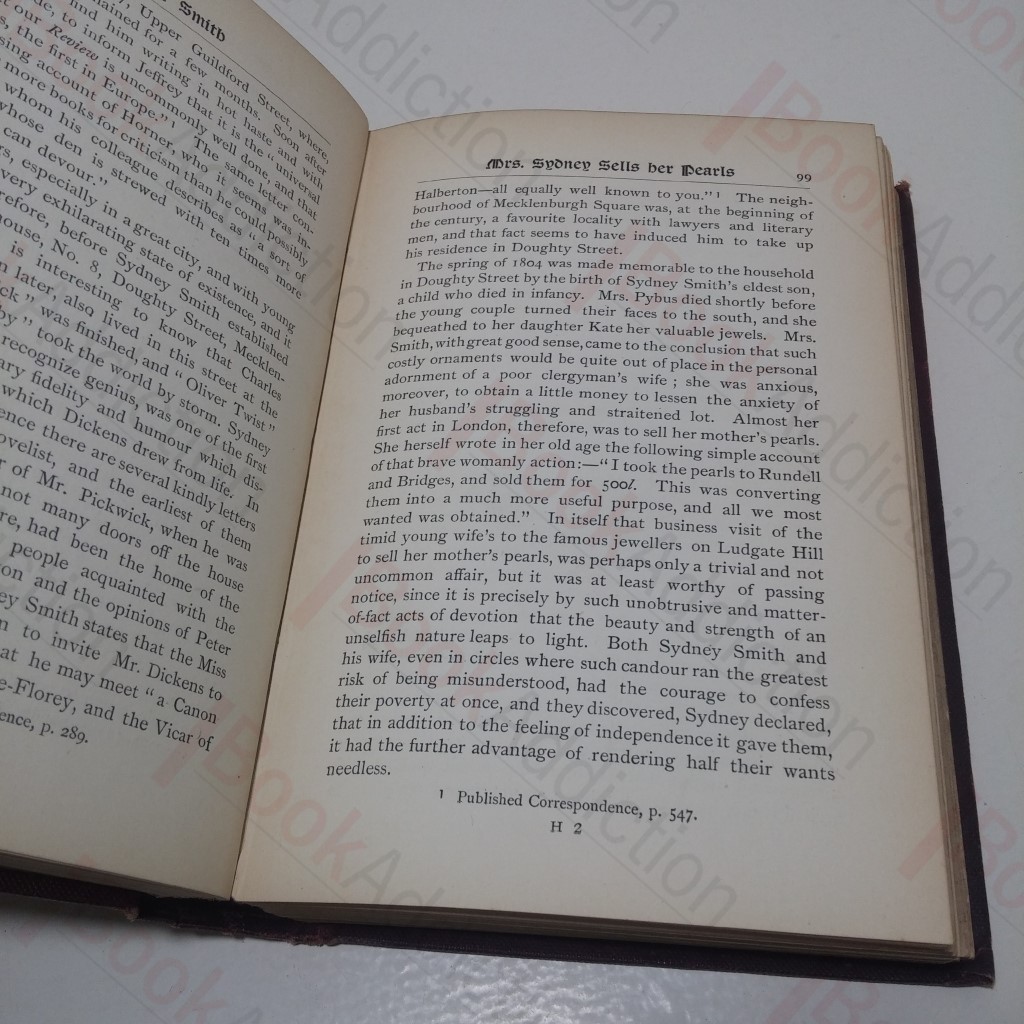 Smith
Upper Guildford Street, where,
mained for a few months. Soon after
find him writing in hot haste and with
to inform Jeffrey that it is the "universal
our Review is uncommonly well done, and that
the first in Europe."¹ The same letter con-
sing account of Horner, who it seems was in-
more books for criticism than he could possibly
whom his colleague describes as "a sort of
whose den is strewed with ten times more
can devour."
especially in a great city, and with young
very exhilarating state of existence, and it
refore, before Sydney Smith established
house, No. 8, Doughty Street, Mecklen-
is interesting to know that Charles
later, also lived in this street at the
ick" was finished, and "Oliver Twist"
by" took the world by storm. Sydney
recognize genius, was one of the first
ary fidelity and humour which dis-
which Dickens drew from life. In
ence there are several kindly letters
novelist, and the earliest of them
of Mr. Pickwick, when he was
not many doors off the house
re, had been the home of the
people acquainted with the
on and the opinions of Peter
ey Smith states that the Miss
to invite Mr. Dickens to
at he may meet "a Canon
e-Florey, and the Vicar of
ence, p. 289.
Mrs. Sydney Sells her Pearls 99
Halberton—all equally well known to you."¹ The neigh-
bourhood of Mecklenburgh Square was, at the beginning of
the century, a favourite locality with lawyers and literary
men, and that fact seems to have induced him to take up
his residence in Doughty Street.
The spring of 1804 was made memorable to the household
in Doughty Street by the birth of Sydney Smith's eldest son,
a child who died in infancy. Mrs. Pybus died shortly before
the young couple turned their faces to the south, and she
bequeathed to her daughter Kate her valuable jewels. Mrs.
Smith, with great good sense, came to the conclusion that such
costly ornaments would be quite out of place in the personal
adornment of a poor clergyman's wife; she was anxious,
moreover, to obtain a little money to lessen the anxiety of
her husband's struggling and straitened lot. Almost her
first act in London, therefore, was to sell her mother's pearls.
She herself wrote in her old age the following simple account
of that brave womanly action:—"I took the pearls to Rundell
and Bridges, and sold them for 500l. This was converting
them into a much more useful purpose, and all we most
wanted was obtained." In itself that business visit of the
timid young wife's to the famous jewellers on Ludgate Hill
to sell her mother's pearls, was perhaps only a trivial and not
uncommon affair, but it was at least worthy of passing
notice, since it is precisely by such unobtrusive and matter-
of-fact acts of devotion that the beauty and strength of an
unselfish nature leaps to light. Both Sydney Smith and
his wife, even in circles where such candour ran the greatest
risk of being misunderstood, had the courage to confess
their poverty at once, and they discovered, Sydney declared,
that in addition to the feeling of independence it gave them,
it had the further advantage of rendering half their wants
needless.
¹ Published Correspondence, p. 547.
H 2
BookAddiction